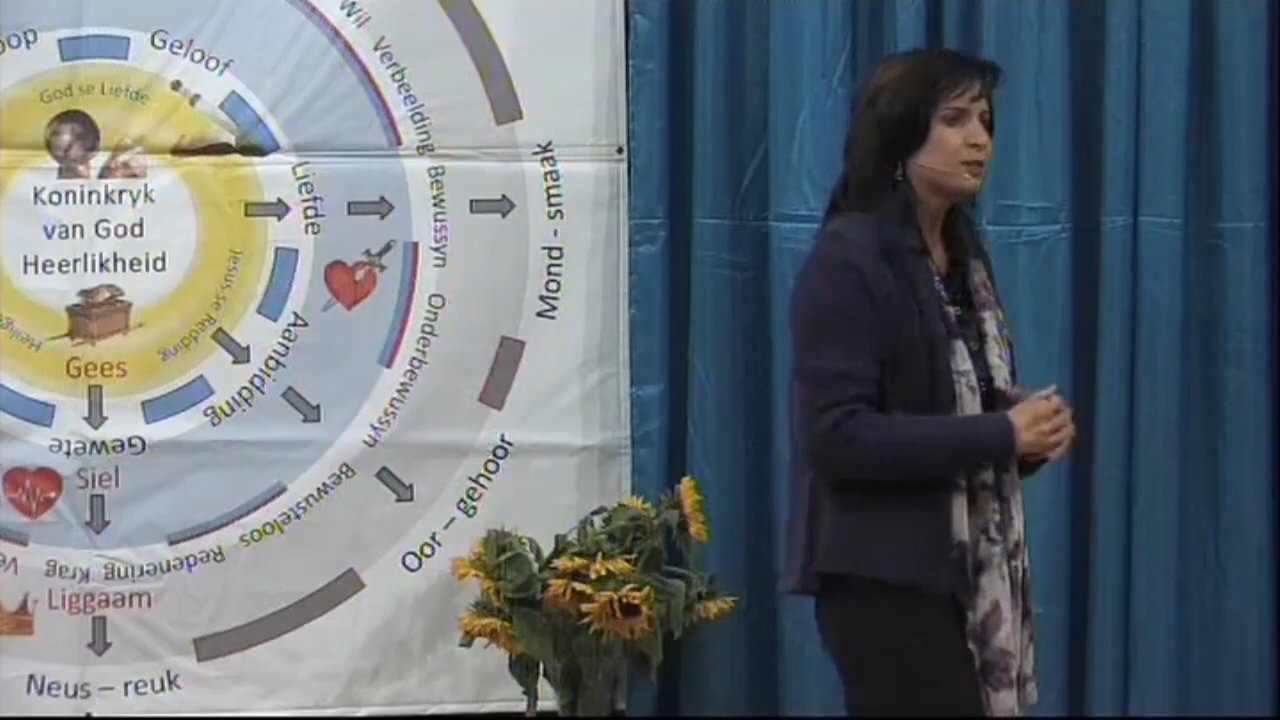 Geloof
Wil
Verbeelding
God se Liefde
Koninkryk
van God
Heerlikheid
Liefde
Bewussyn
Mond - smaak
Jesus se Redding
Gees
Aanbidding
Onderbewussyn
Gewete
Siel
Oor – gehoor
Bewusteloos
Redenering Krag
Liggaam
Neus – reuk